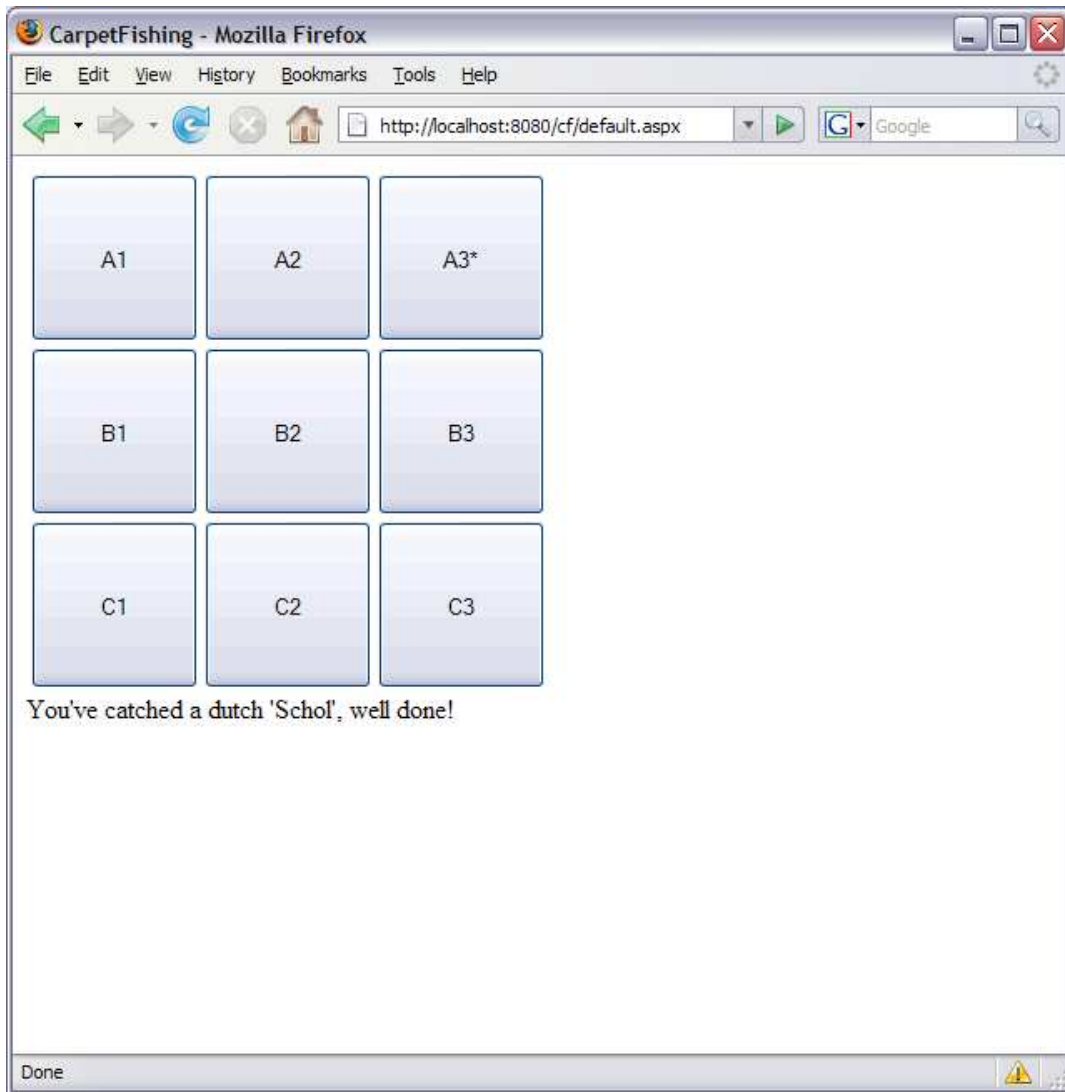 CarpetFishing - Mozilla Firefox
File Edit View History Bookmarks Tools Help
http://localhost:8080/cf/default.aspx G Google
A1 A2 A3*
B1 B2 B3
C1 C2 C3
You've catched a dutch 'Schol', well done!
Done